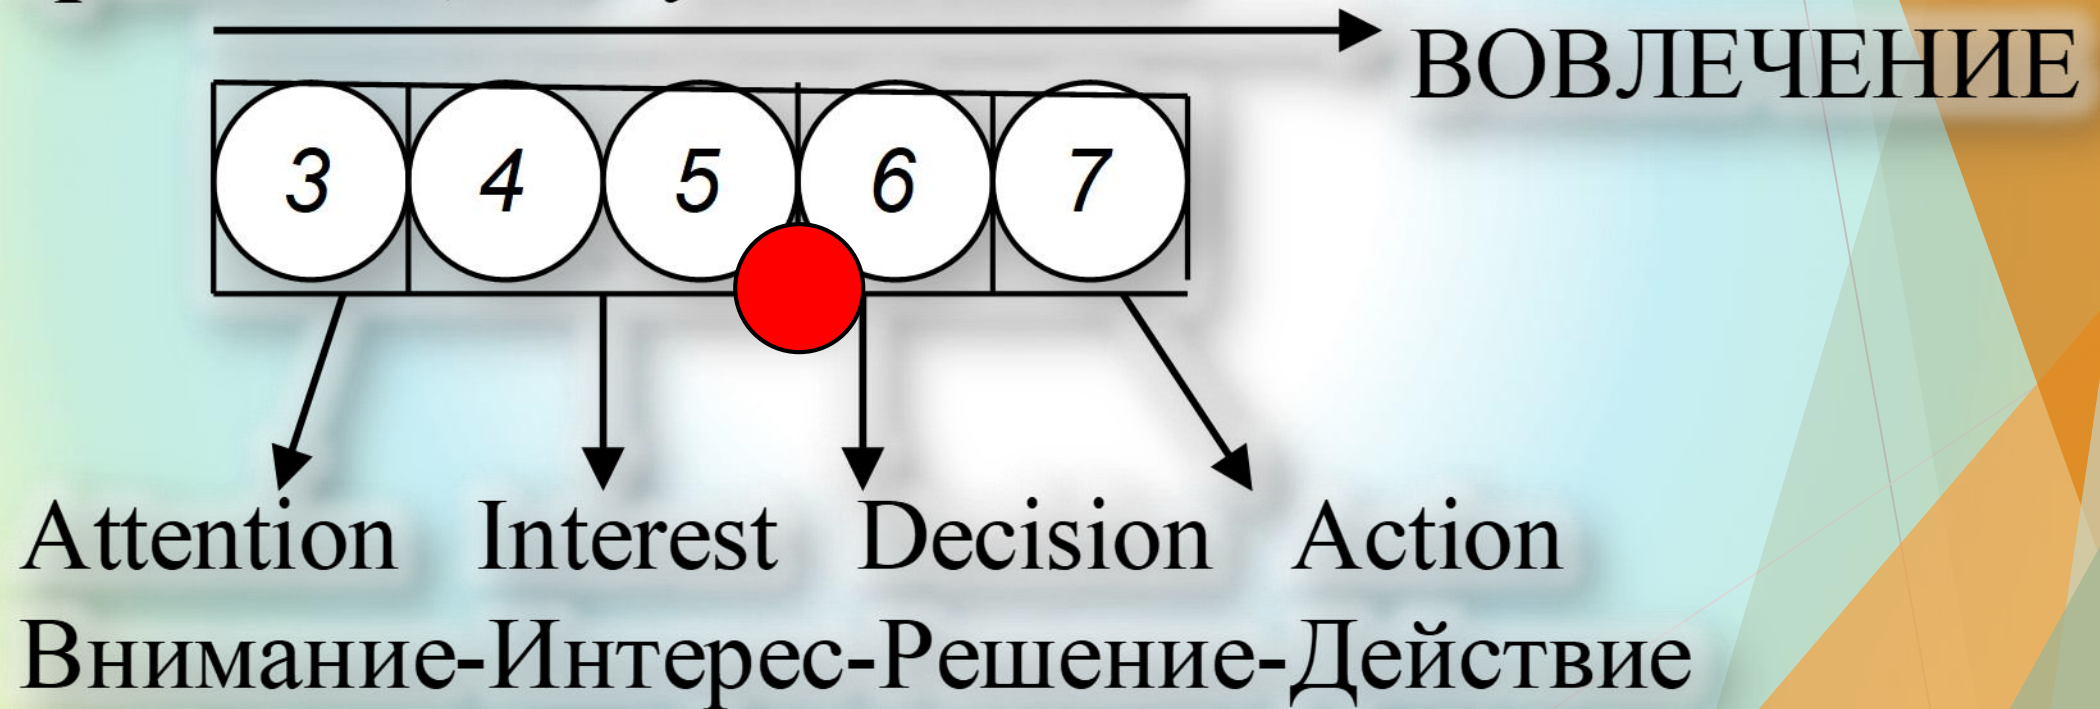 ВОВЛЕЧЕНИЕ
3 4 5 6 7
Attention Interest Decision Action
Внимание-Интерес-Решение-Действие